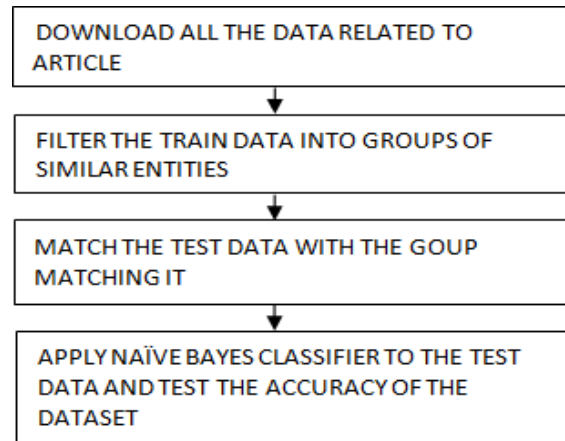 DOWNLOAD ALL THE DATA RELATED TO
ARTICLE
FILTER THE TRAIN DATA INTO GROUPS OF
SIMILAR ENTITIES
MATCH THE TEST DATA WITH THE GOUP
MATCHING IT
APPLY NAÏVE BAYES CLASSIFIER TO THE TEST
DATA AND TEST THE ACCURACY OF THE
DATASET